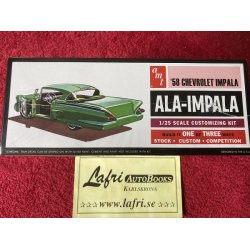 amt
'58 CHEVROLET IMPALA
ALA-IMPALA
1/25 SCALE CUSTOMIZING KIT
BUILD IT ONE OF THREE WAYS
STOCK • CUSTOM • COMPETITION
Lafri AUTOBOOKS
KARLSKRONA
☆☆☆ www.lafri.se ☆☆☆